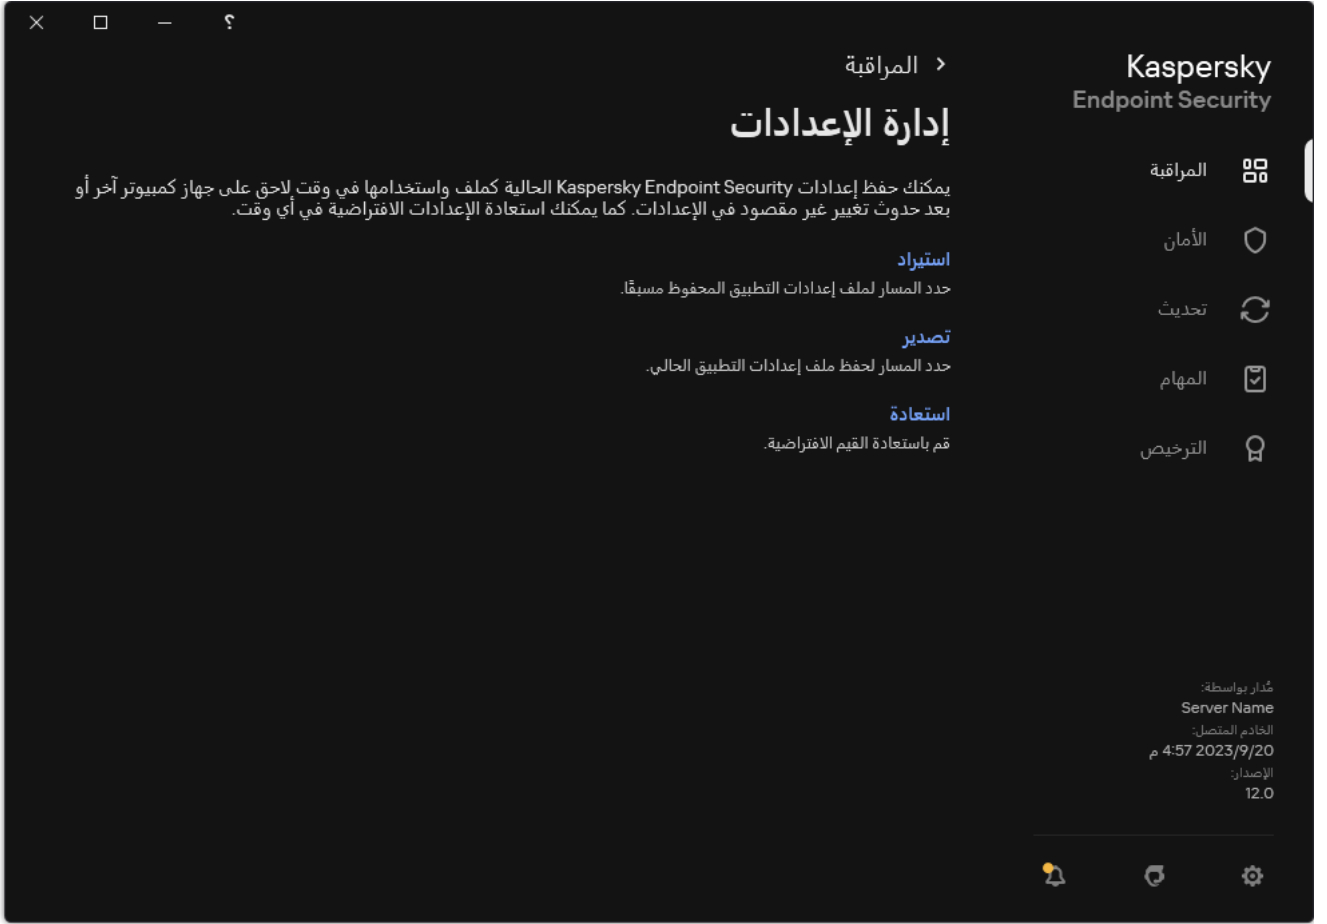 ؟
Kaspersky
Endpoint Security
المراقبة
الأمان
تحديث
المهام
الترخيص
المراقبة
إدارة الإعدادات
يمكنك حفظ إعدادات Kaspersky Endpoint Security الحالية كملف واستخدامها في وقت لاحق على جهاز كمبيوتر آخر أو
بعد حدوث تغيير غير مقصود في الإعدادات. كما يمكنك استعادة الإعدادات الافتراضية في أي وقت.
استيراد
حدد المسار لملف إعدادات التطبيق المحفوظ مسبقًا.
تصدير
حدد المسار لحفظ ملف إعدادات التطبيق الحالي.
استعادة
قم باستعادة القيم الافتراضية.
مُدار بواسطة:
Server Name
الخادم المتصل:
2023/9/20 4:57 م
الإصدار:
12.0